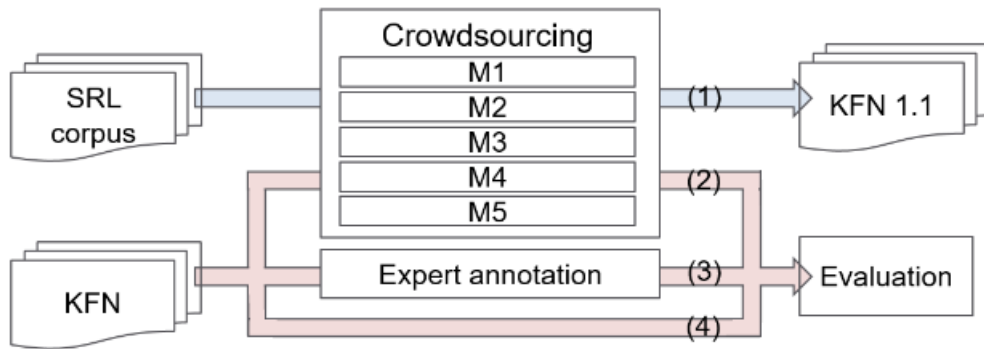 Crowdsourcing
M1
M2
M3
M4
M5
SRL
corpus
(1)
KFN 1.1
(2)
KFN
Expert annotation
(3)
Evaluation
(4)